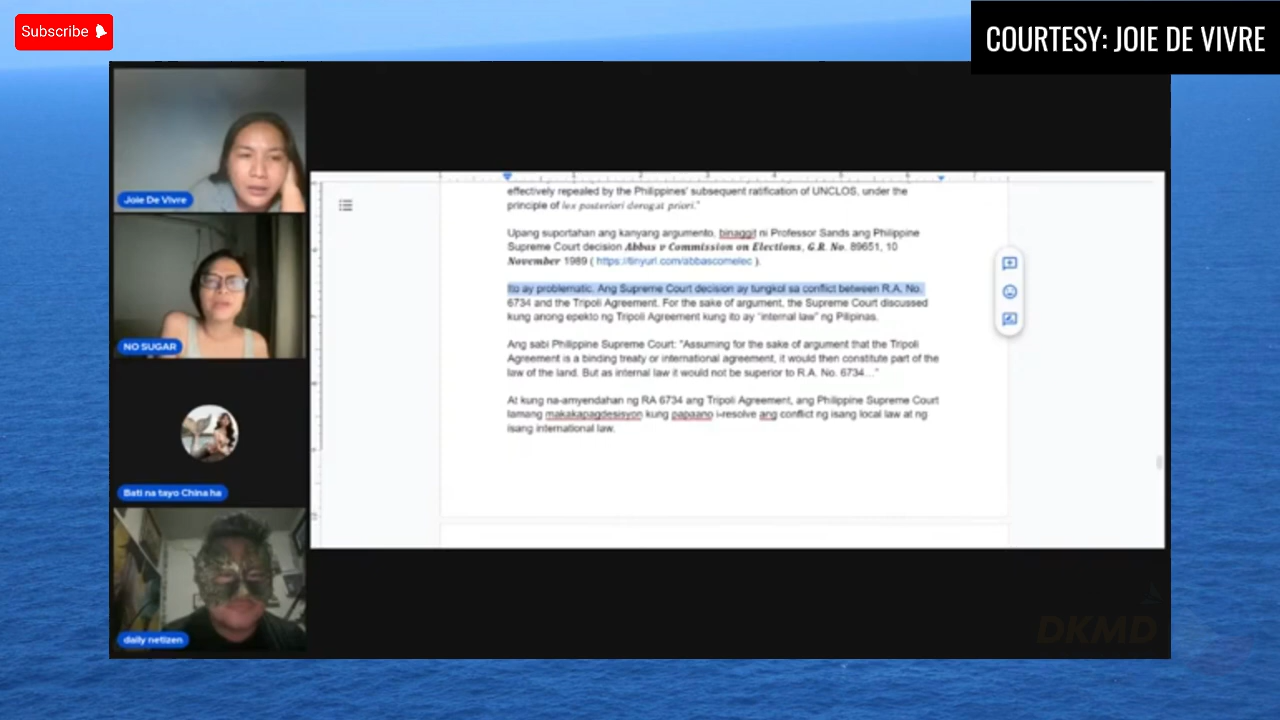 Subscribe
COURTESY: JOIE DE VIVRE
Joie De Vivre
NO SUGAR
Bati na tayo China ha
daily netizen
effectively repealed by the Philippines' subsequent ratification of UNCLOS, under the
principle of lex posteriori derogat priori."
Upang suportahan ang kanyang argumento, binaggit ni Professor Sands ang Philippine
Supreme Court decision Abbas v Commission on Elections, G.R. No. 89651, 10
November 1989 ( https://tinyurl.com/abbascomelec ).
Ito ay problematic. Ang Supreme Court decision ay tungkol sa conflict between R.A. No.
6734 and the Tripoli Agreement. For the sake of argument, the Supreme Court discussed
kung anong epekto ng Tripoli Agreement kung ito ay "internal law" ng Pilipinas.
Ang sabi Philippine Supreme Court: "Assuming for the sake of argument that the Tripoli
Agreement is a binding treaty or international agreement, it would then constitute part of the
law of the land. But as internal law it would not be superior to R.A. No. 6734..."
At kung na-amyendahan ng RA 6734 ang Tripoli Agreement, ang Philippine Supreme Court
lamang makakapagdesisyon kung papaano i-resolve ang conflict ng isang local law at ng
isang international law.
DKMD